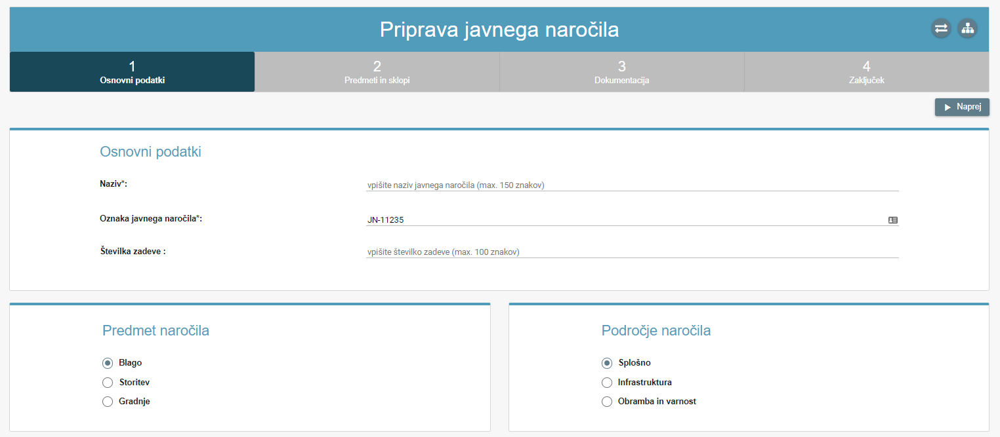 Priprava javnega naročila
1
Osnovni podatki
2
Predmeti in sklopi
3
Dokumentacija
4
Zaključek
Naprej
Osnovni podatki
Naziv*:
vpišite naziv javnega naročila (max. 150 znakov)
Oznaka javnega naročila*:
JN-11235
Številka zadeve :
vpišite številko zadeve (max. 100 znakov)
Predmet naročila
Blago
Storitev
Gradnje
Področje naročila
Splošno
Infrastruktura
Obramba in varnost